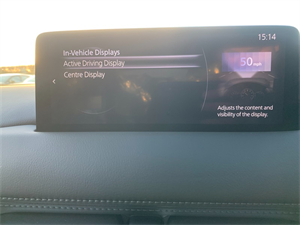 15:14
In-Vehicle Displays
Active Driving Display
Centre Display
50 mph
Adjusts the content and
visibility of the display.